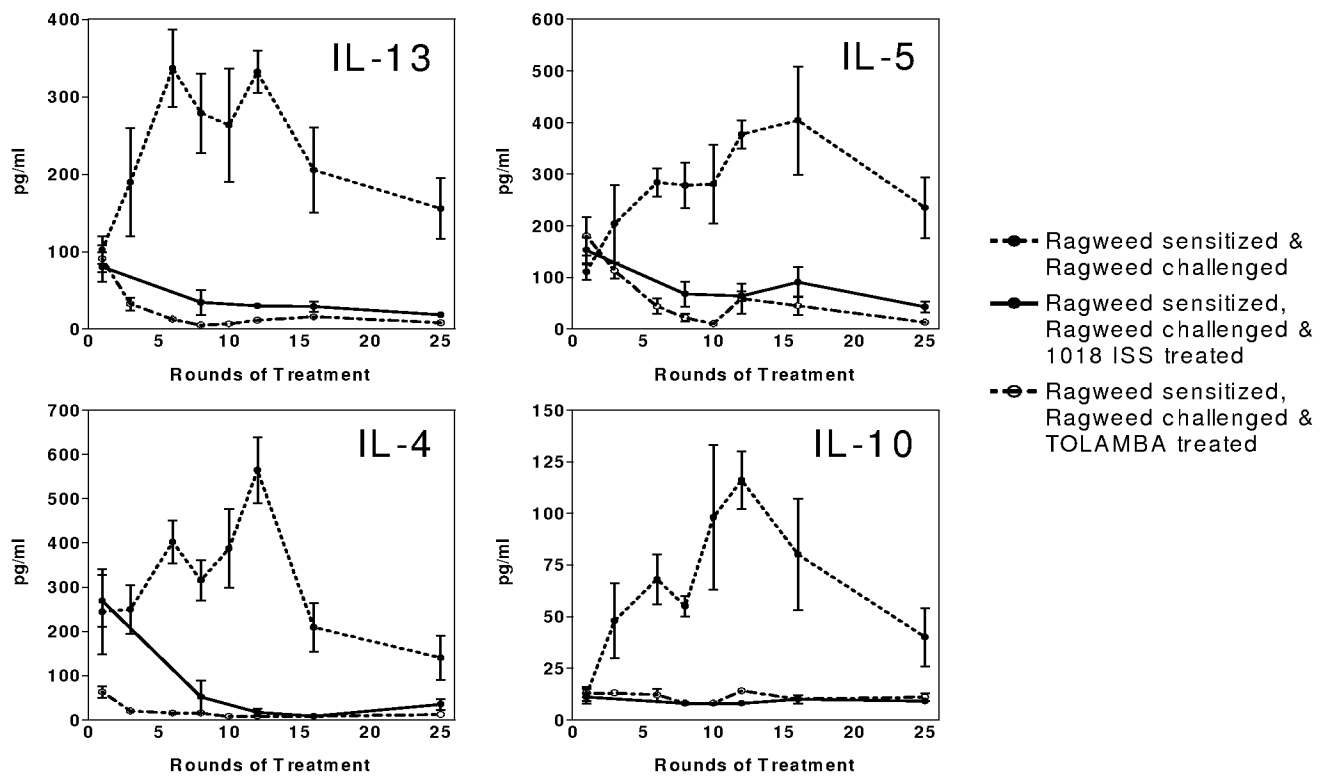 400
300
200
100
0
pg/ml
IL-13
0 5 10 15 20 25
Rounds of Treatment
600
500
400
300
200
100
0
pg/ml
IL-5
0 5 10 15 20 25
Rounds of Treatment
700
600
500
400
300
200
100
0
pg/ml
IL-4
0 5 10 15 20 25
Rounds of Treatment
150
125
100
75
50
25
0
pg/ml
IL-10
0 5 10 15 20 25
Rounds of Treatment
Ragweed sensitized &
Ragweed challenged
Ragweed sensitized,
Ragweed challenged &
1018 ISS treated
Ragweed sensitized,
Ragweed challenged &
TOLAMBA treated